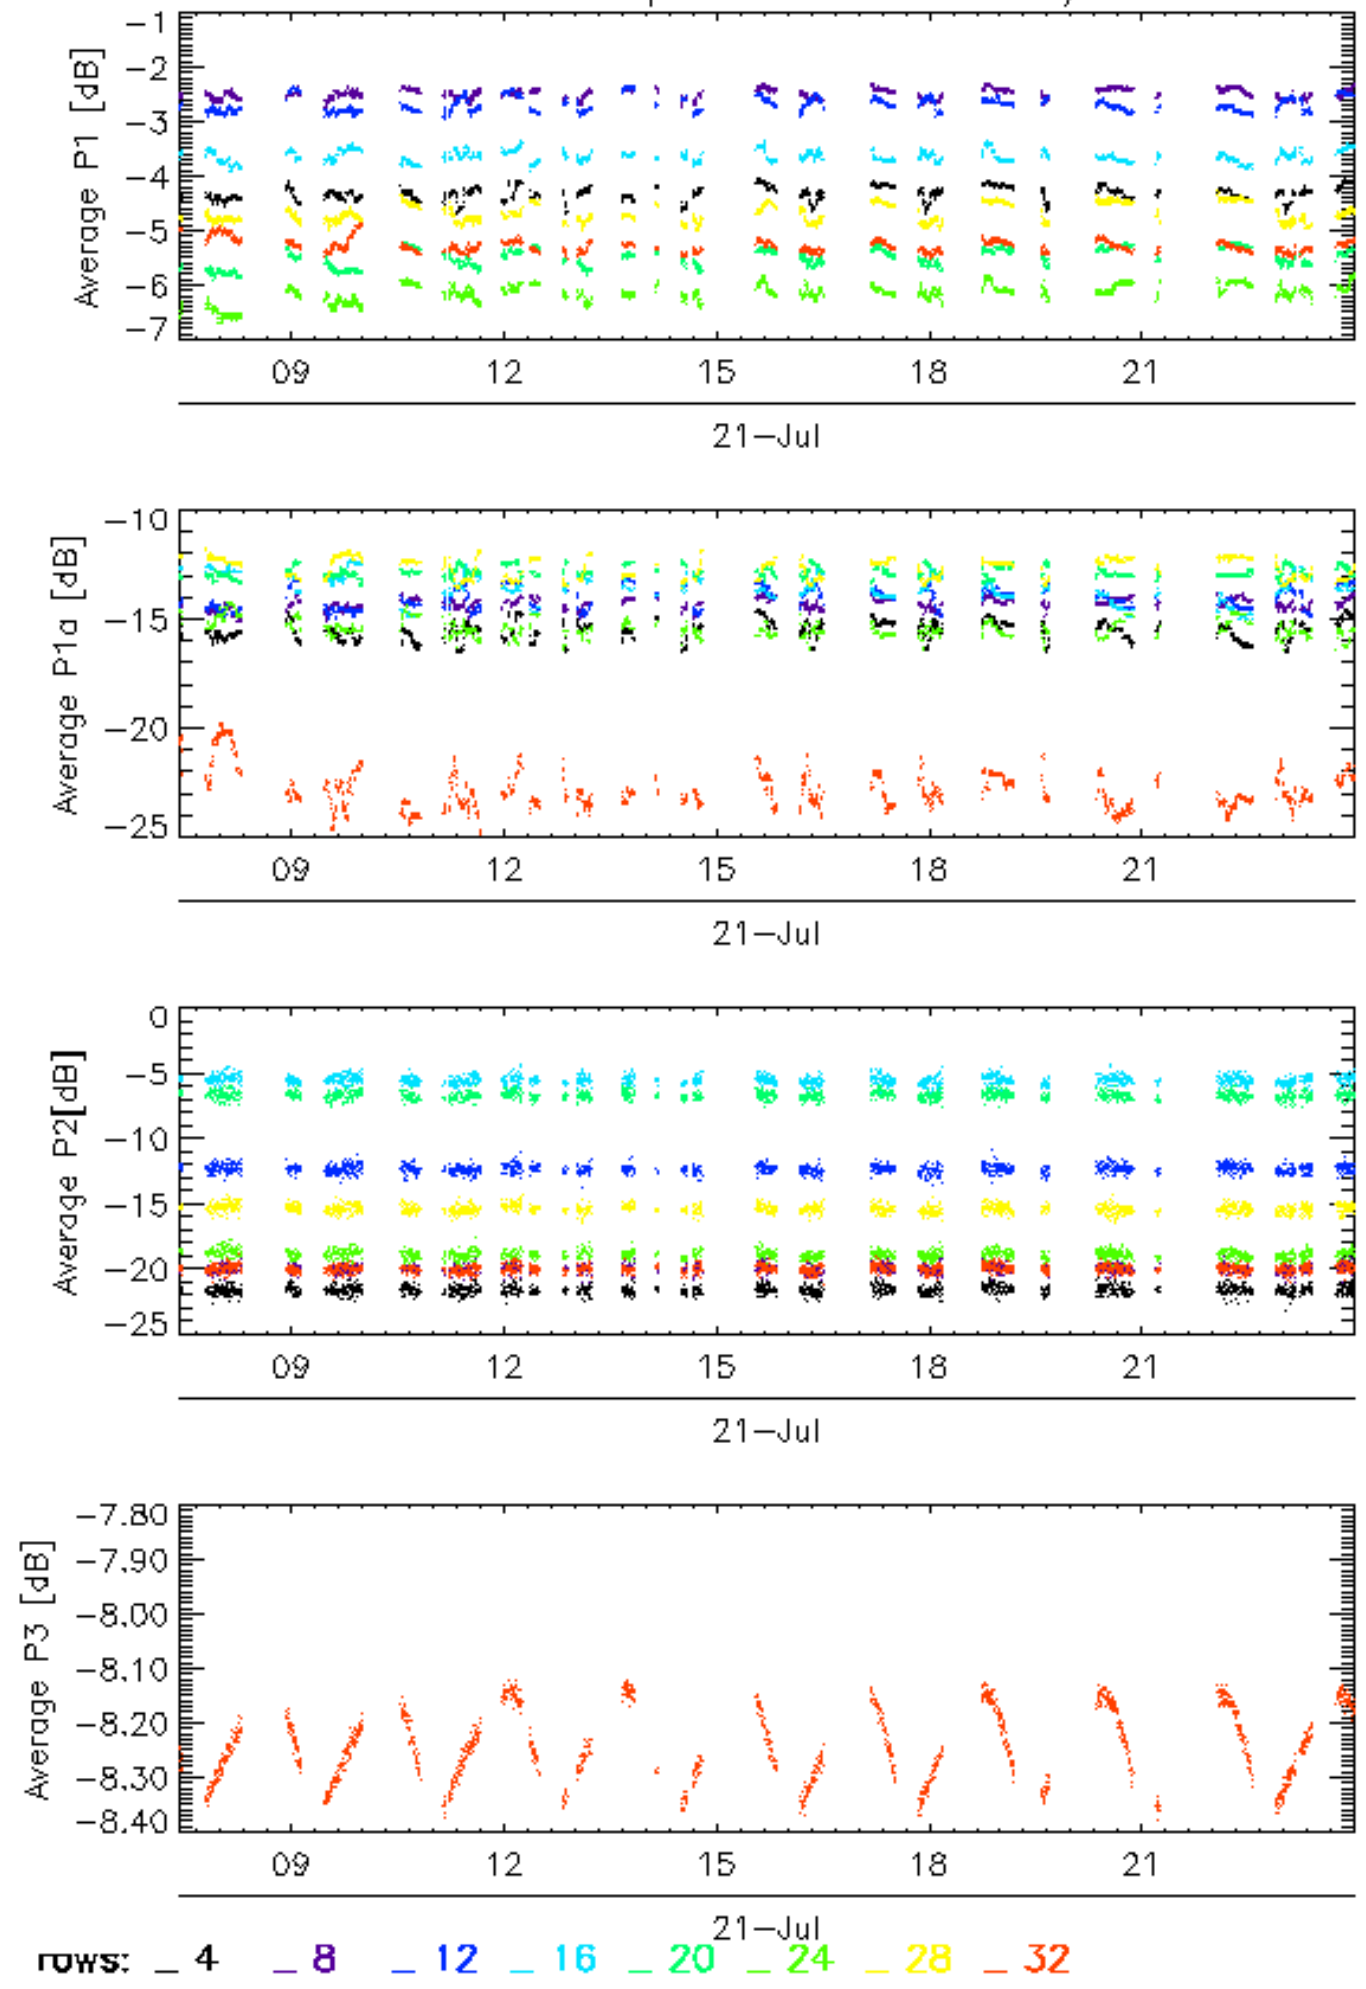 Average P1 [dB]
-1
-2
-3
-4
-5
-6
-7
09 12 15 18 21
21-Jul
Average P1a [dB]
-10
-15
-20
-25
09 12 15 18 21
21-Jul
Average P2[dB]
0
-5
-10
-15
-20
-25
09 12 15 18 21
21-Jul
Average P3 [dB]
-7.80
-7.90
-8.00
-8.10
-8.20
-8.30
-8.40
09 12 15 18 21
21-Jul
rows: _ 4 _ 8 _ 12 _ 16 _ 20 _ 24 _ 28 _ 32